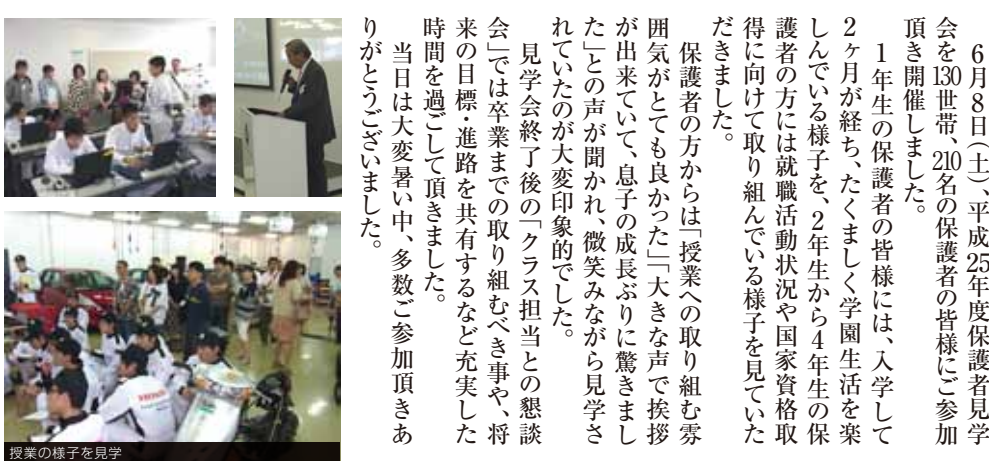 ６月８日（土）、平成25年度保護者見学
会を130世帯、210名の保護者の皆様にご参加
頂き開催しました。
１年生の保護者の皆様には、入学して
２ヶ月が経ち、たくましく学園生活を楽
しんでいる様子を、２年生から４年生の保
護者の方には就職活動状況や国家資格取
得に向けて取り組んでいる様子を見ていた
だきました。
保護者の方からは「授業への取り組む雰
囲気がとても良かった」「大きな声で挨拶
が出来ていて、息子の成長ぶりに驚きまし
た」との声が聞かれ、微笑みながら見学さ
れていたのが大変印象的でした。
見学会終了後の「クラス担当との懇談
会」では卒業までの取り組むべき事や、将
来の目標・進路を共有するなど充実した
時間を過ごして頂きました。
当日は大変暑い中、多数ご参加頂きあ
りがとうございました。
授業の様子を見学
HONDA